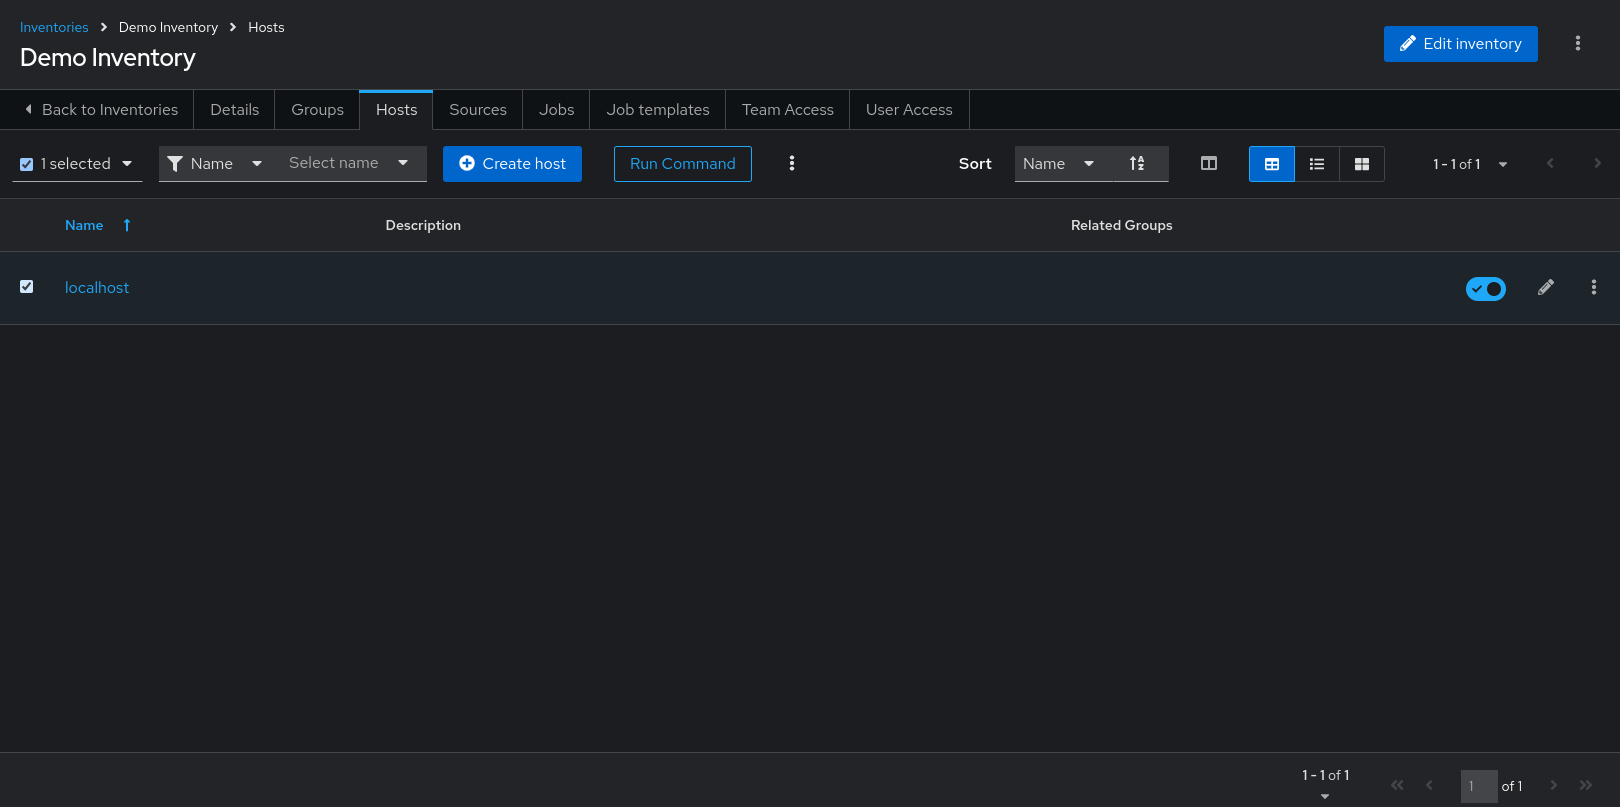 Inventories Demo Inventory Hosts
Demo Inventory
Edit inventory
Back to Inventories Details Groups Hosts Sources Jobs Job templates Team Access User Access
1 selected Name Select name Create host Run Command Sort Name 1 - 1 of 1
Name Description Related Groups
localhost
1 - 1 of 1
1 of 1